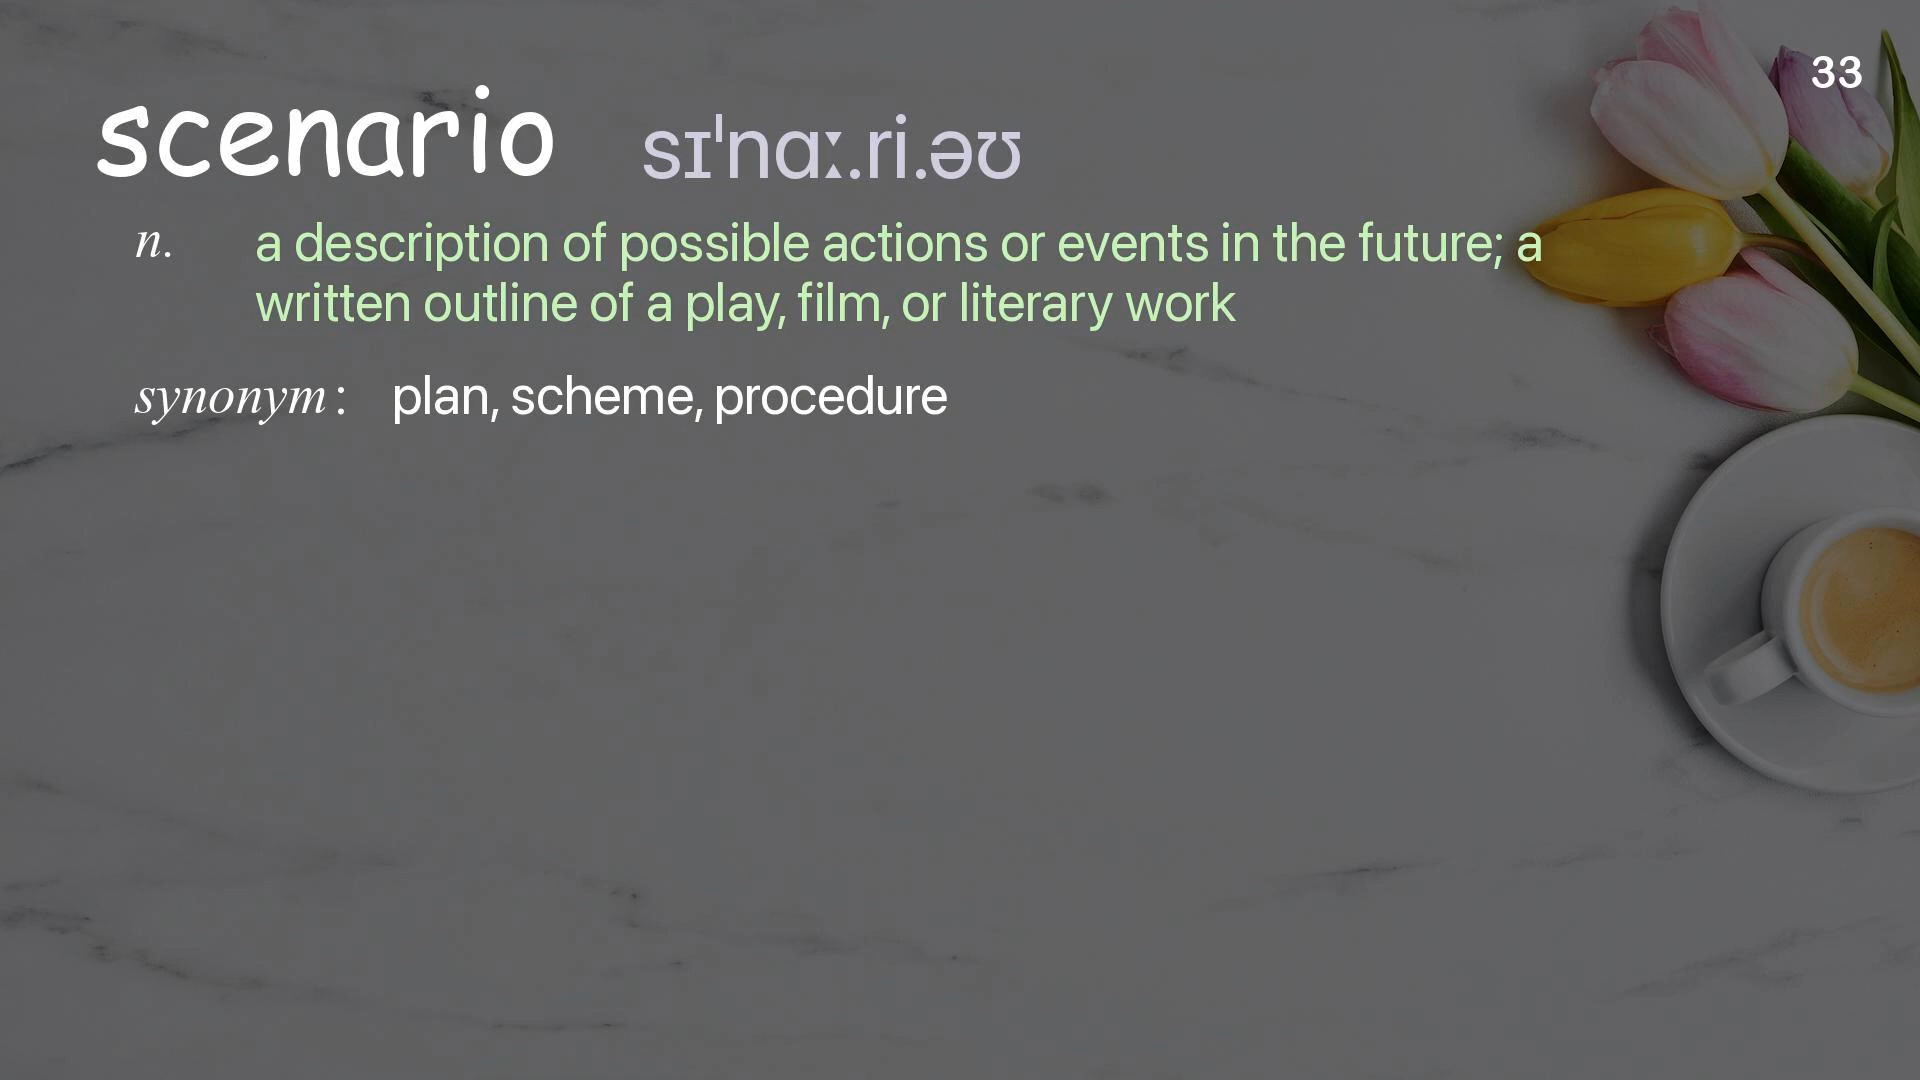 33
scenario sɪˈnɑː.ri.əʊ
n. a description of possible actions or events in the future; a
written outline of a play, film, or literary work
synonym: plan, scheme, procedure